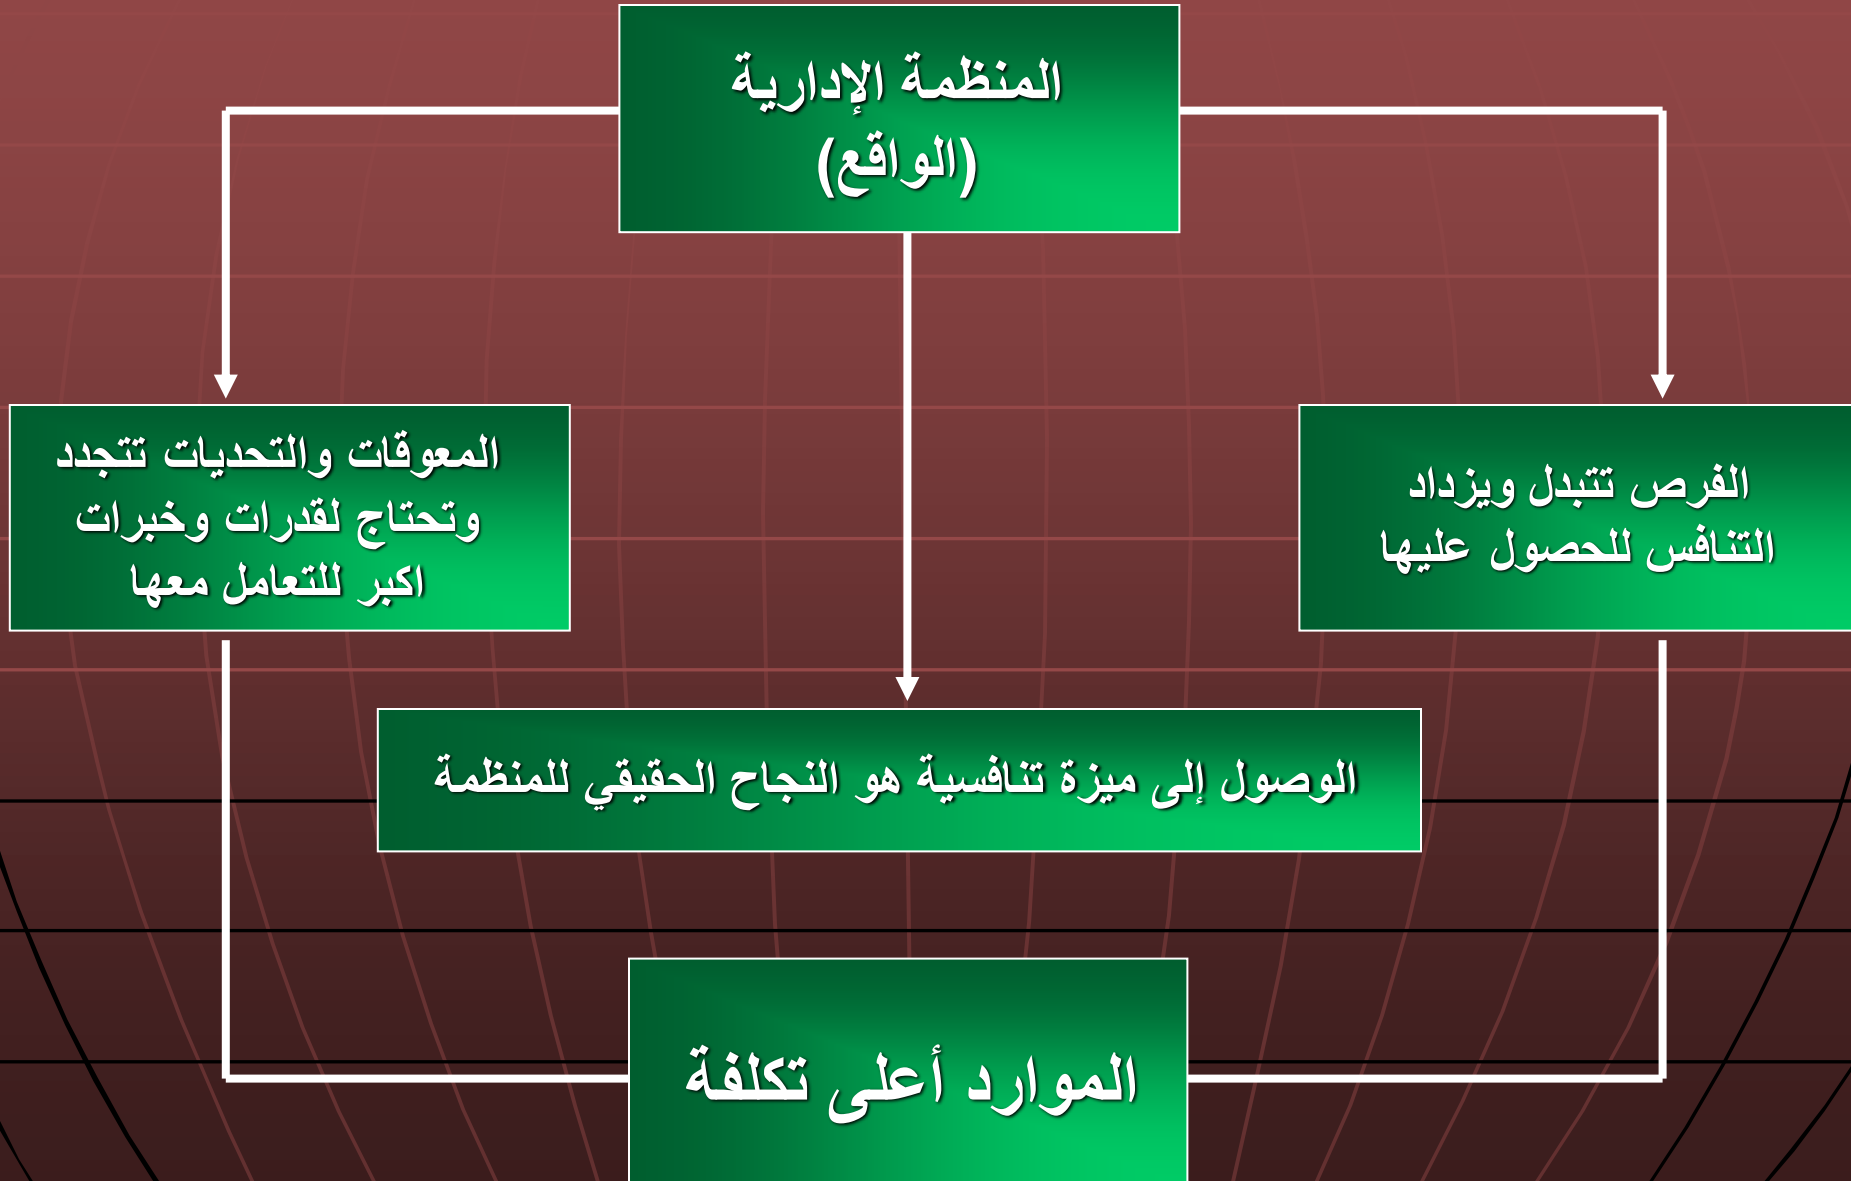 المنظمة الإدارية
(الواقع)
الفرص تتبدل ويزداد
التنافس للحصول عليها
المعوقات والتحديات تتجدد
وتحتاج لقدرات وخبرات
اكبر للتعامل معها
الوصول إلى ميزة تنافسية هو النجاح الحقيقي للمنظمة
الموارد أعلى تكلفة